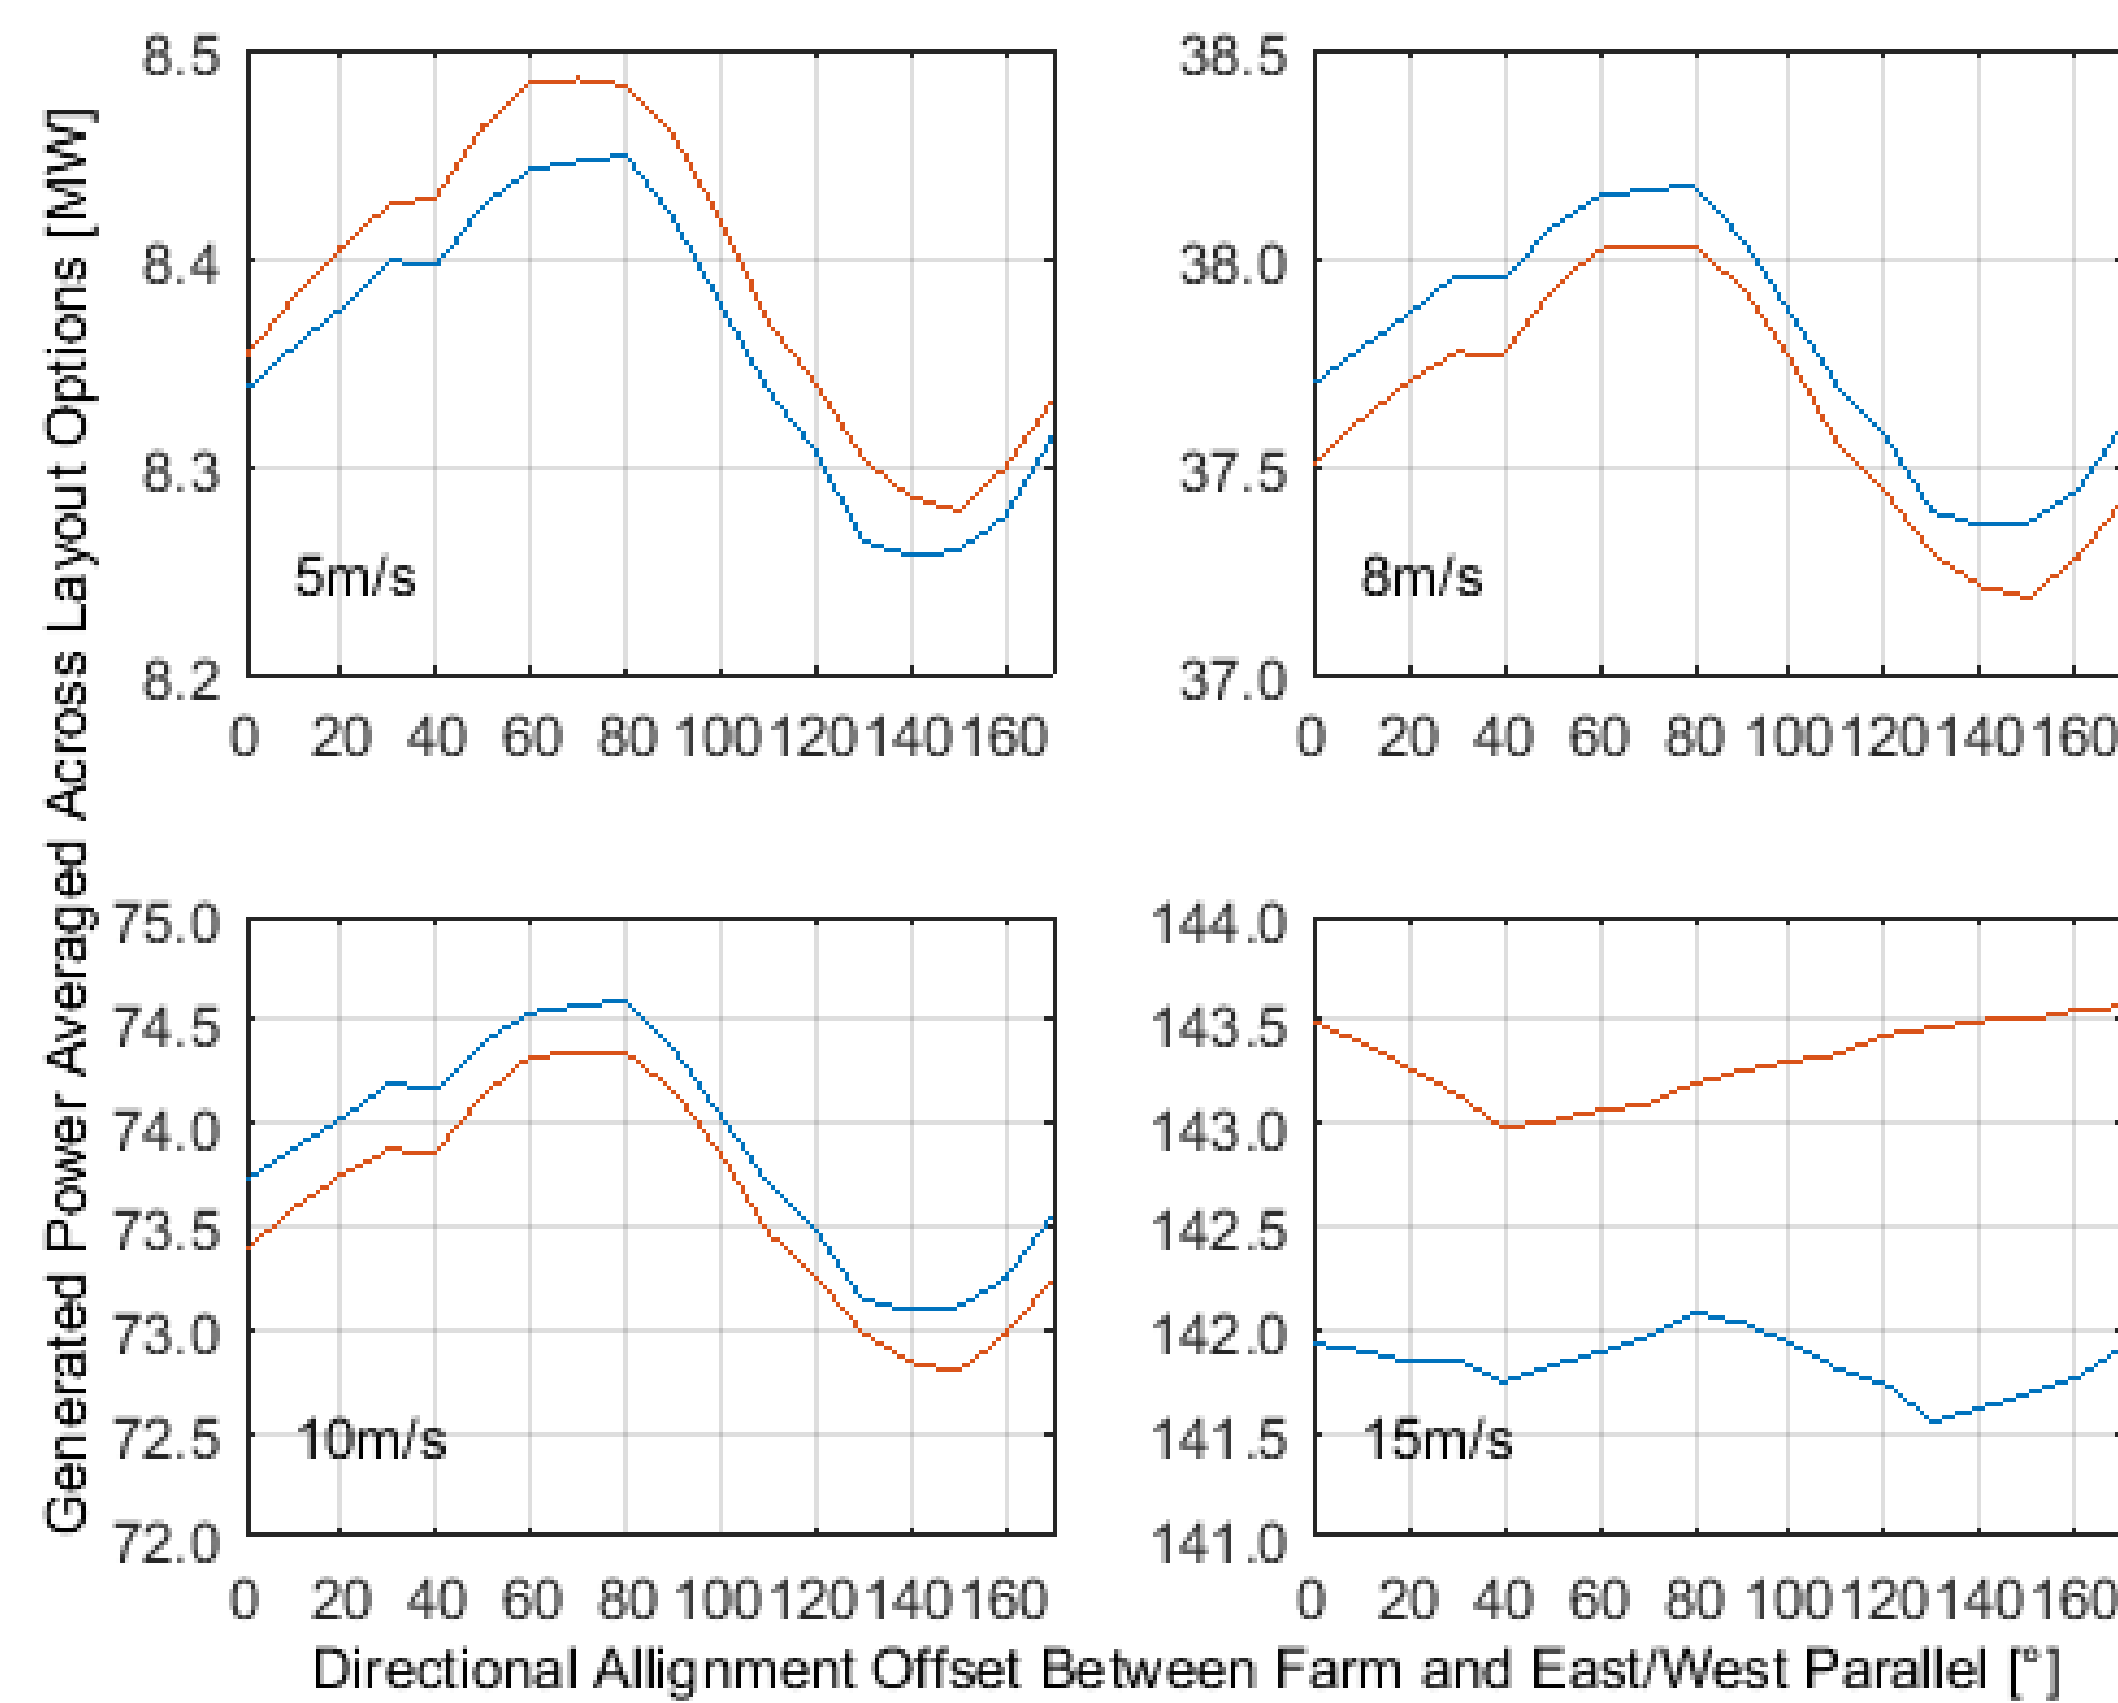 Generated Power Averaged Across Layout Options [MW]
8.5
8.4
8.3
8.2
5m/s
0 20 40 60 80 100 120 140 160
38.5
38.0
37.5
37.0
8m/s
0 20 40 60 80 100 120 140 160
75.0
74.5
74.0
73.5
73.0
72.5
72.0
10m/s
0 20 40 60 80 100 120 140 160
144.0
143.5
143.0
142.5
142.0
141.5
141.0
15m/s
0 20 40 60 80 100 120 140 160
Directional Allignment Offset Between Farm and East/West Parallel [°]